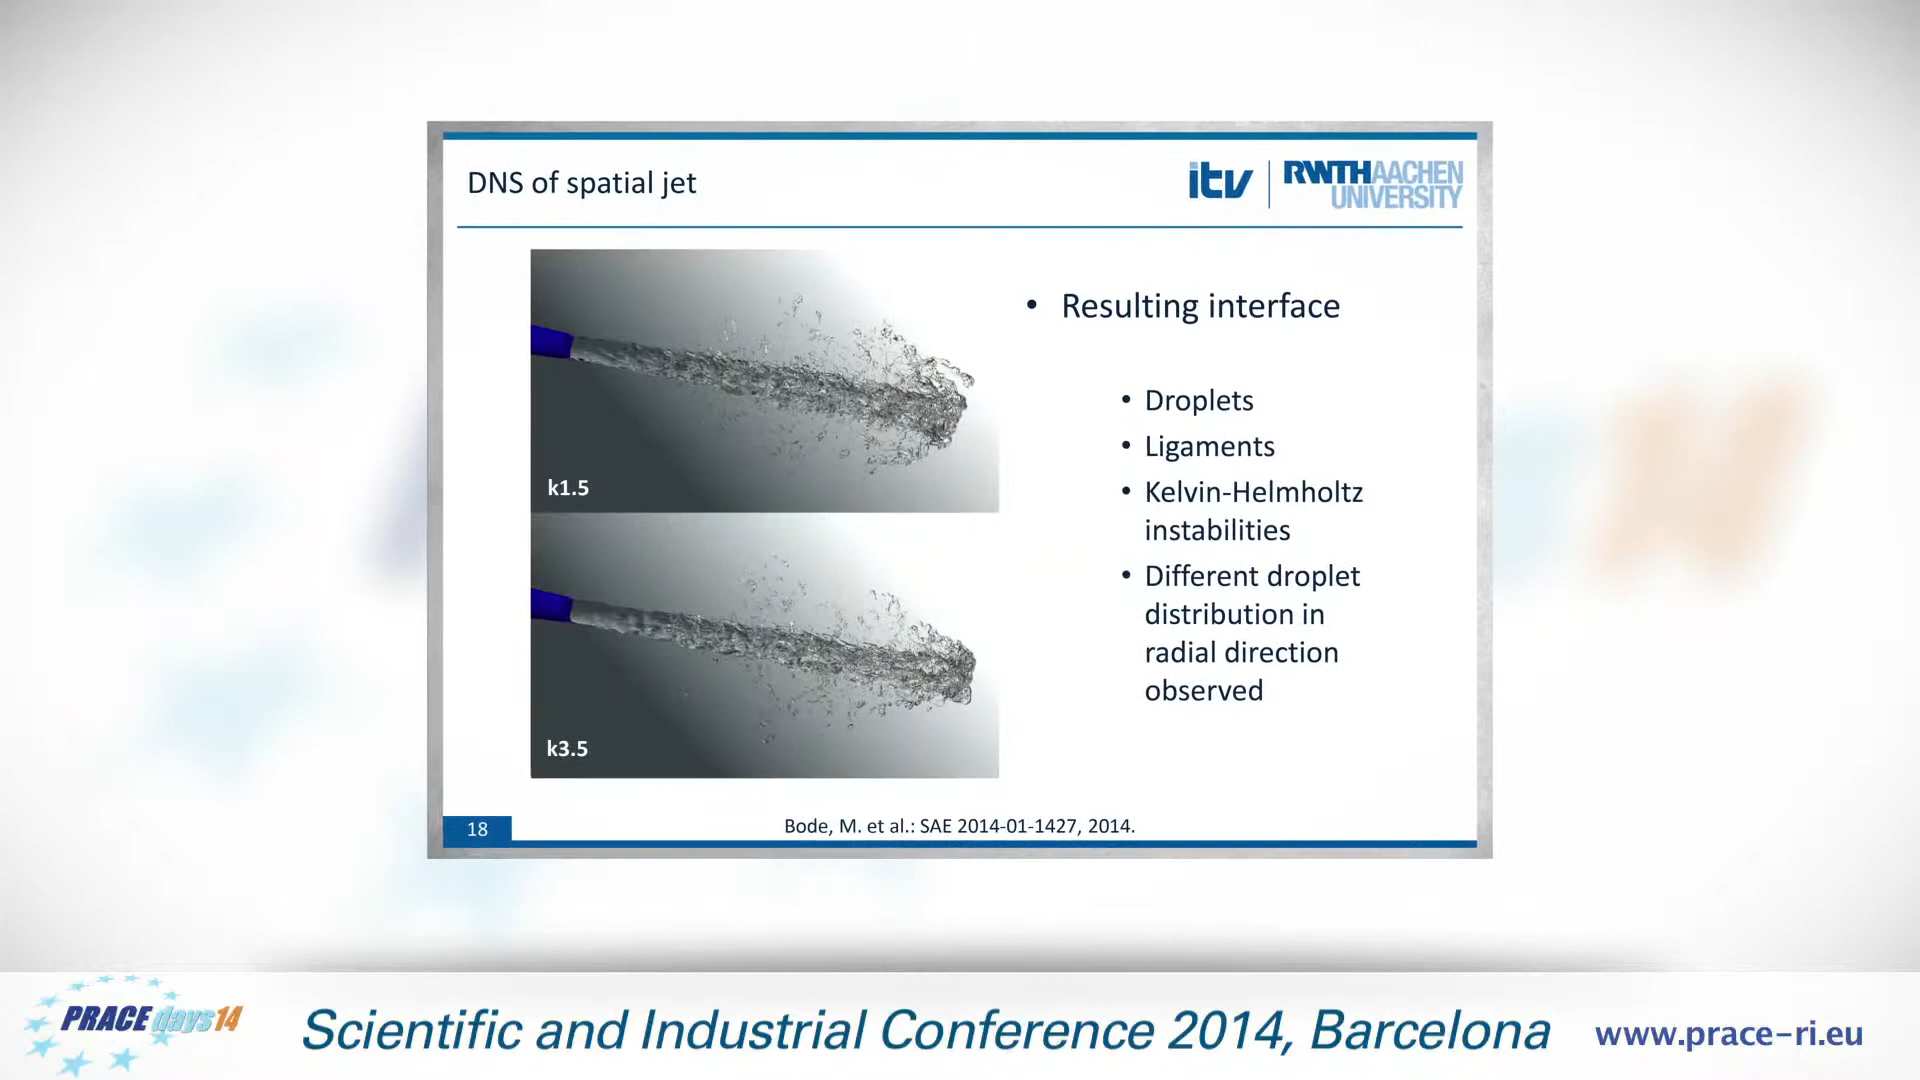 DNS of spatial jet
itv
RWTHAACHEN
UNIVERSITY
• Resulting interface
• Droplets
• Ligaments
• Kelvin-Helmholtz
instabilities
• Different droplet
distribution in
radial direction
observed
k1.5
k3.5
18
Bode, M. et al.: SAE 2014-01-1427, 2014.
PRACEdays14
Scientific and Industrial Conference 2014, Barcelona
www.prace-ri.eu